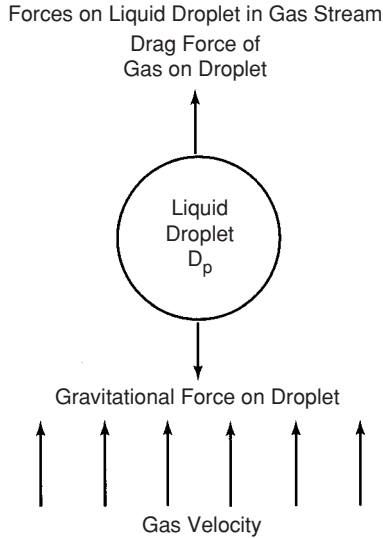 Forces on Liquid Droplet in Gas Stream
Drag Force of
Gas on Droplet
Liquid
Droplet
Dp
Gravitational Force on Droplet
Gas Velocity